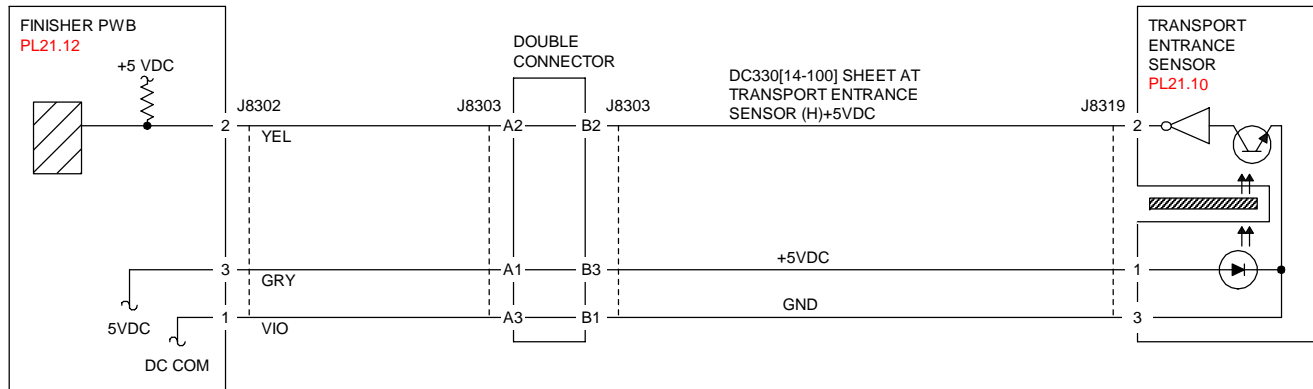 FINISHER PWB
PL21.12
+5 VDC
J8302
2
YEL
3
GRY
1
VIO
5VDC
DC COM
DOUBLE
CONNECTOR
J8303
J8303
A2
B2
A1
B3
A3
B1
DC330[14-100] SHEET AT
TRANSPORT ENTRANCE
SENSOR (H)+5VDC
+5VDC
GND
TRANSPORT
ENTRANCE
SENSOR
PL21.10
J8319
2
1
3